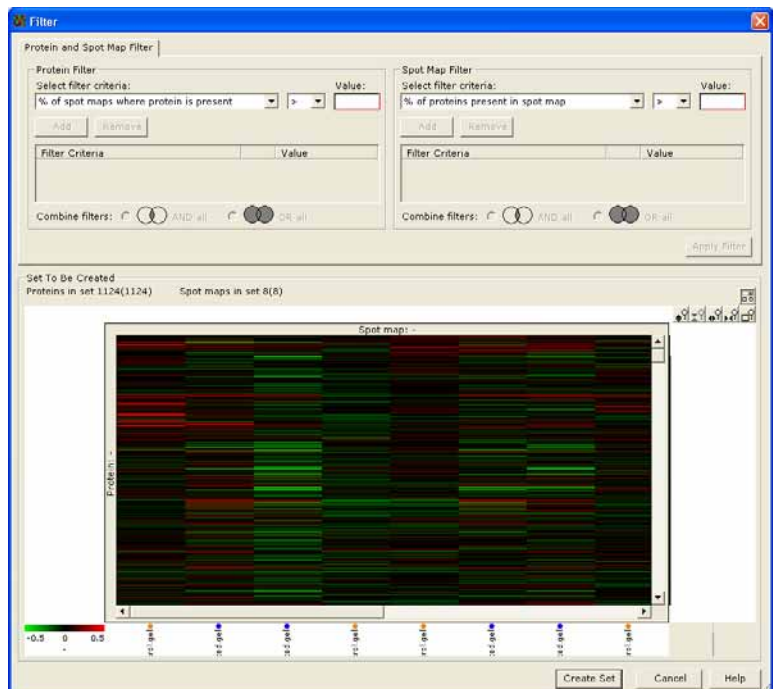 Filter
Protein and Spot Map Filter
Protein Filter
Select filter criteria:
Value:
% of spot maps where protein is present
>
Add
Remove
Filter Criteria
Value
Combine filters:
AND all
OR all
Spot Map Filter
Select filter criteria:
Value:
% of proteins present in spot map
>
Add
Remove
Filter Criteria
Value
Combine filters:
AND all
OR all
Apply Filter
Set To Be Created
Proteins in set 1124(1124)
Spot maps in set 8(8)
Spot map: -
Protein: -
-0.5 0 0.5
-
Create Set
Cancel
Help